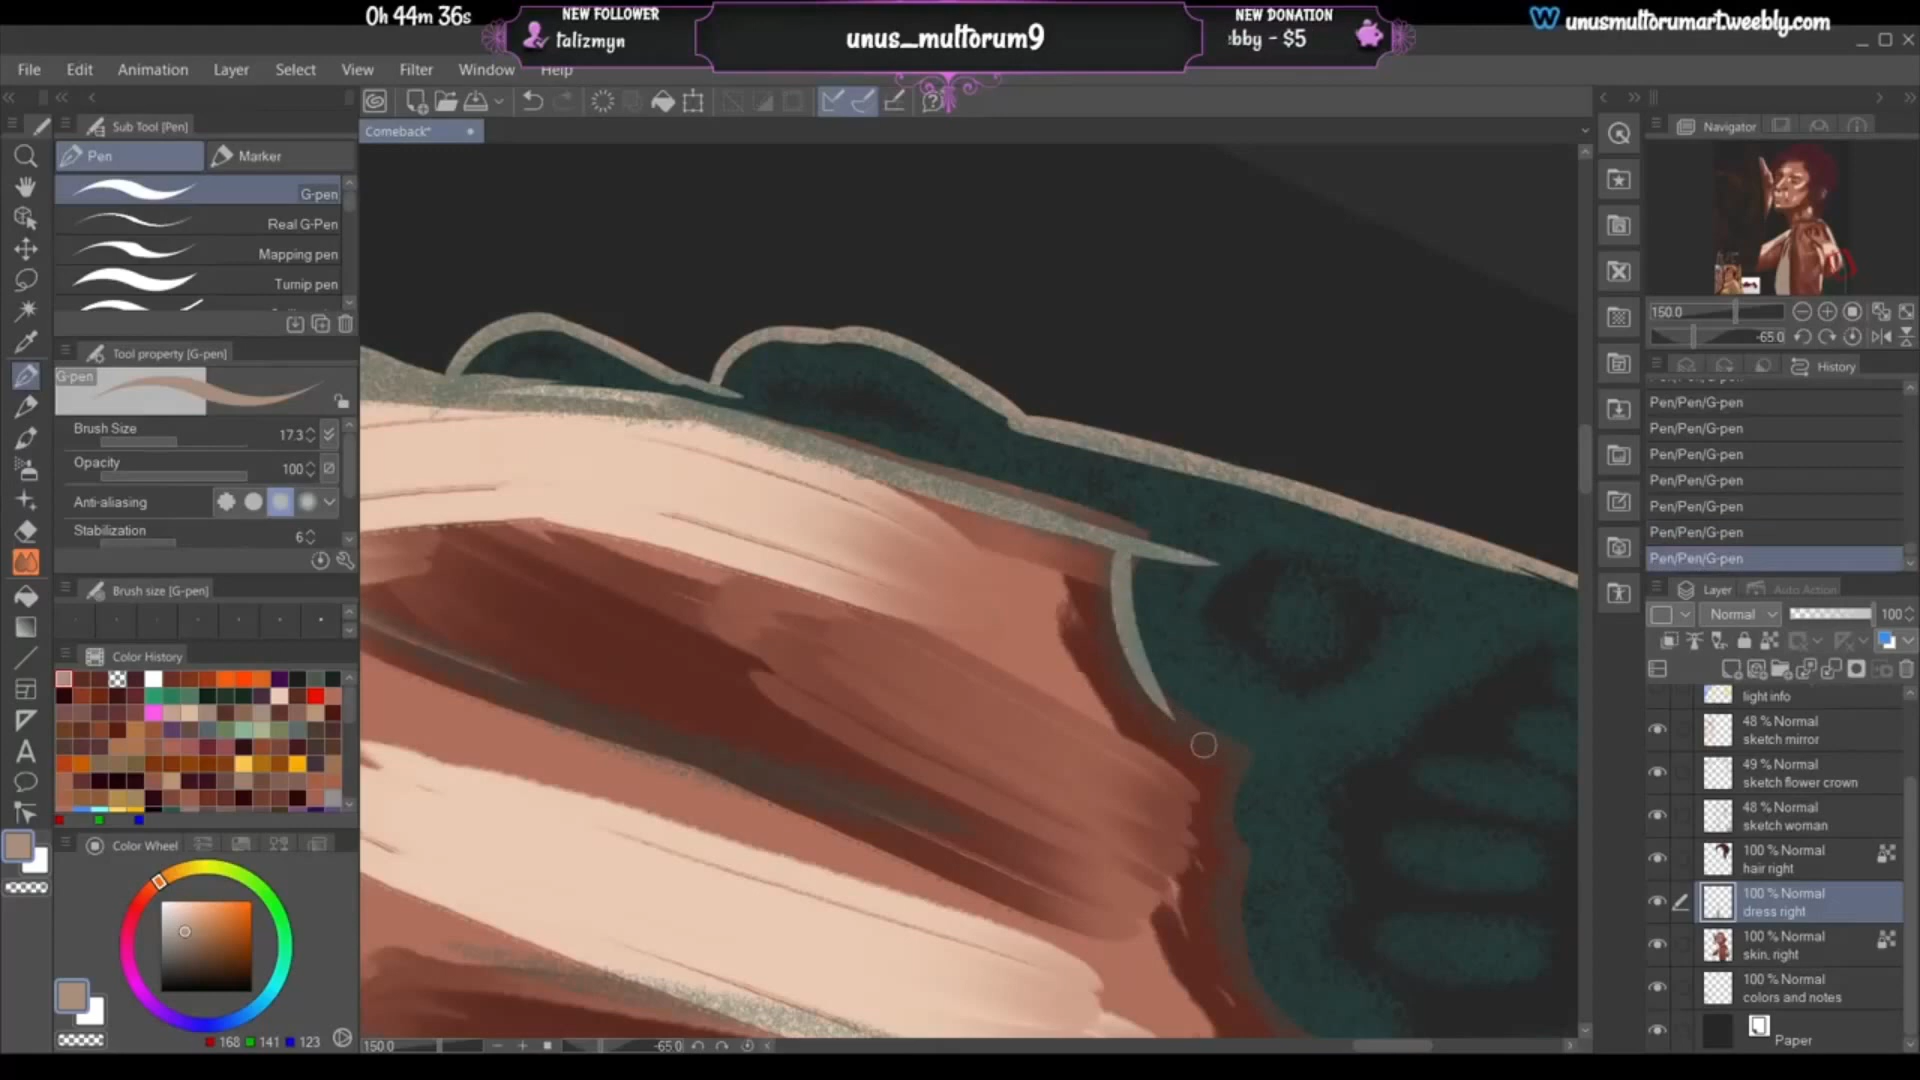 0h 44m 36s
NEW FOLLOWER
talizmyn
unus_multorum9
NEW DONATION
:bby - $5
unusmultorumart.weebly.com
File Edit Animation Layer Select View Filter Window Help
Comeback*
Sub Tool [Pen]
Pen
Marker
G-pen
Real G-Pen
Mapping pen
Turnip pen
Tool property [G-pen]
G-pen
Brush Size 17.3
Opacity 100
Anti-aliasing
Stabilization 6
Brush size [G-pen]
Color History
Color Wheel
168 141 123
150.0
-65.0
Navigator
150.0
-65.0
History
Pen/Pen/G-pen
Pen/Pen/G-pen
Pen/Pen/G-pen
Pen/Pen/G-pen
Pen/Pen/G-pen
Pen/Pen/G-pen
Pen/Pen/G-pen
Pen/Pen/G-pen
Layer
Auto Action
Normal 100
light info
48 % Normal
sketch mirror
49 % Normal
sketch flower crown
48 % Normal
sketch woman
100 % Normal
hair right
100 % Normal
dress right
100 % Normal
skin, right
100 % Normal
colors and notes
Paper